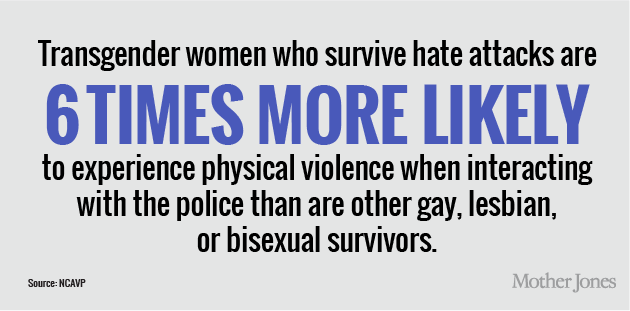 Transgender women who survive hate attacks are
6 TIMES MORE LIKELY
to experience physical violence when interacting
with the police than are other gay, lesbian,
or bisexual survivors.
Source: NCAVP
Mother Jones